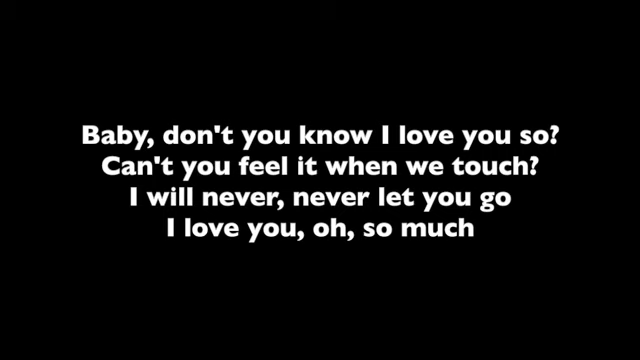 Baby, don't you know I love you so?
Can't you feel it when we touch?
I will never, never let you go
I love you, oh, so much